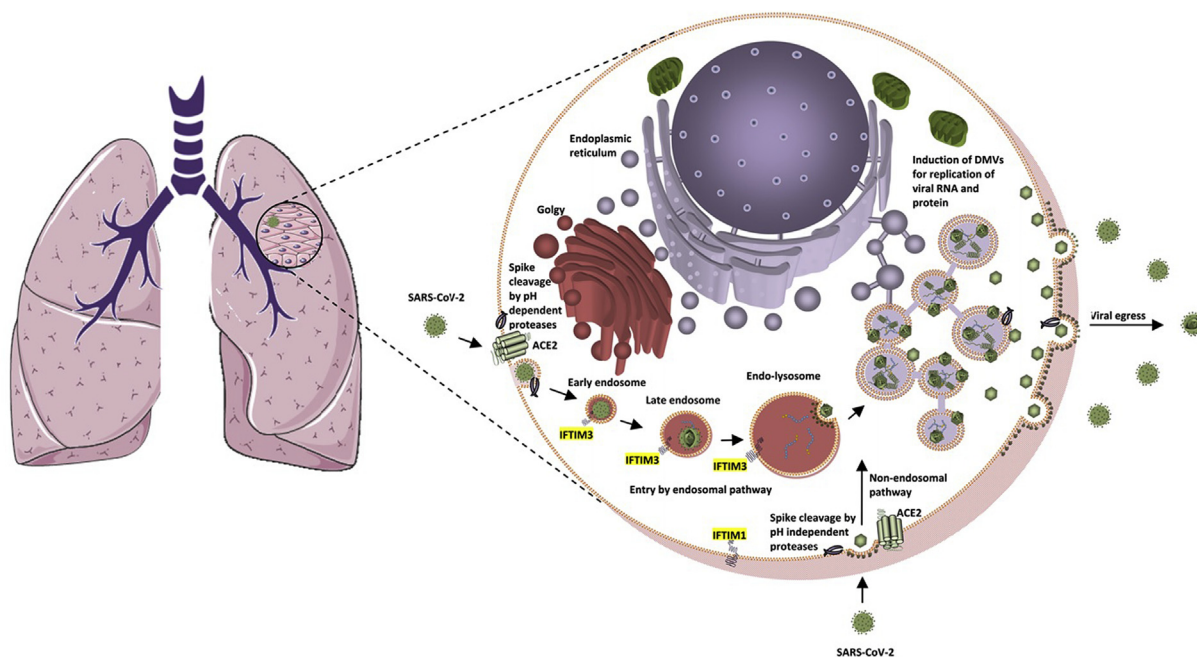 Endoplasmic
reticulum
Induction of DMVs
for replication of
viral RNA and
protein
Golgy
Spike
cleavage
by pH
dependent
proteases
SARS-CoV-2
ACE2
Viral egress
Early endosome
Late endosome
Endo-lysosome
IFTIM3
IFTIM3
IFTIM3
Entry by endosomal pathway
Non-endosomal
pathway
ACE2
IFTIM1
Spike cleavage by
pH independent
proteases
SARS-CoV-2